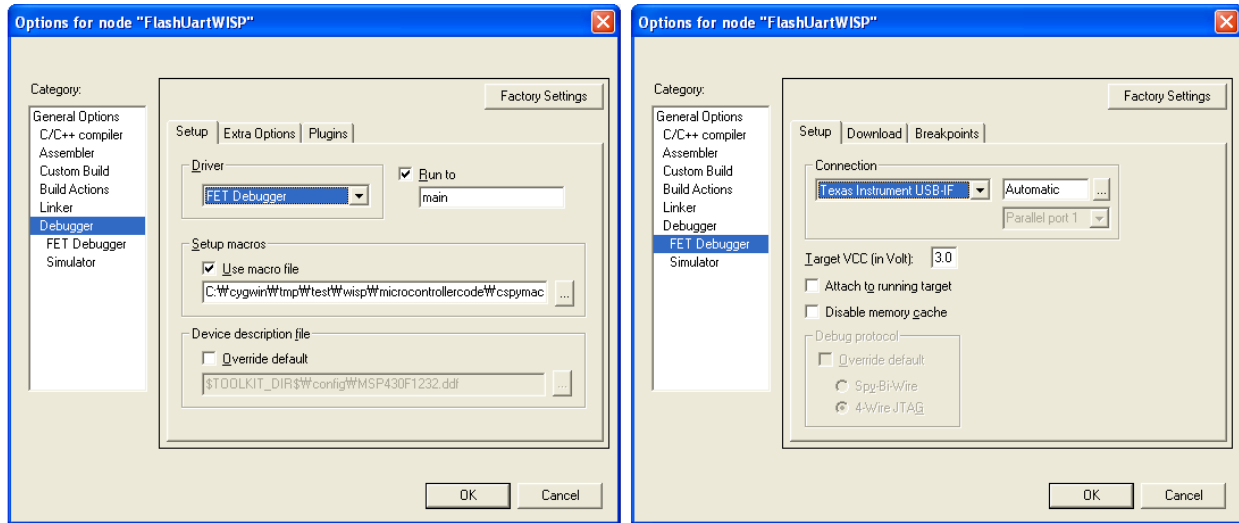 Options for node "FlashUartWISP"
Category:
General Options
C/C++ compiler
Assembler
Custom Build
Build Actions
Linker
Debugger
FET Debugger
Simulator
Factory Settings
Setup Extra Options Plugins
Driver
FET Debugger
Run to
main
Setup macros
Use macro file
C:₩cygwin₩tmp₩test₩wisp₩microcontrollercode₩cspymac
...
Device description file
Override default
$TOOLKIT_DIR$₩config₩MSP430F1232.ddf
...
OK Cancel
Options for node "FlashUartWISP"
Category:
General Options
C/C++ compiler
Assembler
Custom Build
Build Actions
Linker
Debugger
FET Debugger
Simulator
Factory Settings
Setup Download Breakpoints
Connection
Texas Instrument USB-IF
Automatic ...
Parallel port 1
Target VCC (in Volt): 3.0
Attach to running target
Disable memory cache
Debug protocol
Override default
Spy-Bi-Wire
4-Wire JTAG
OK Cancel